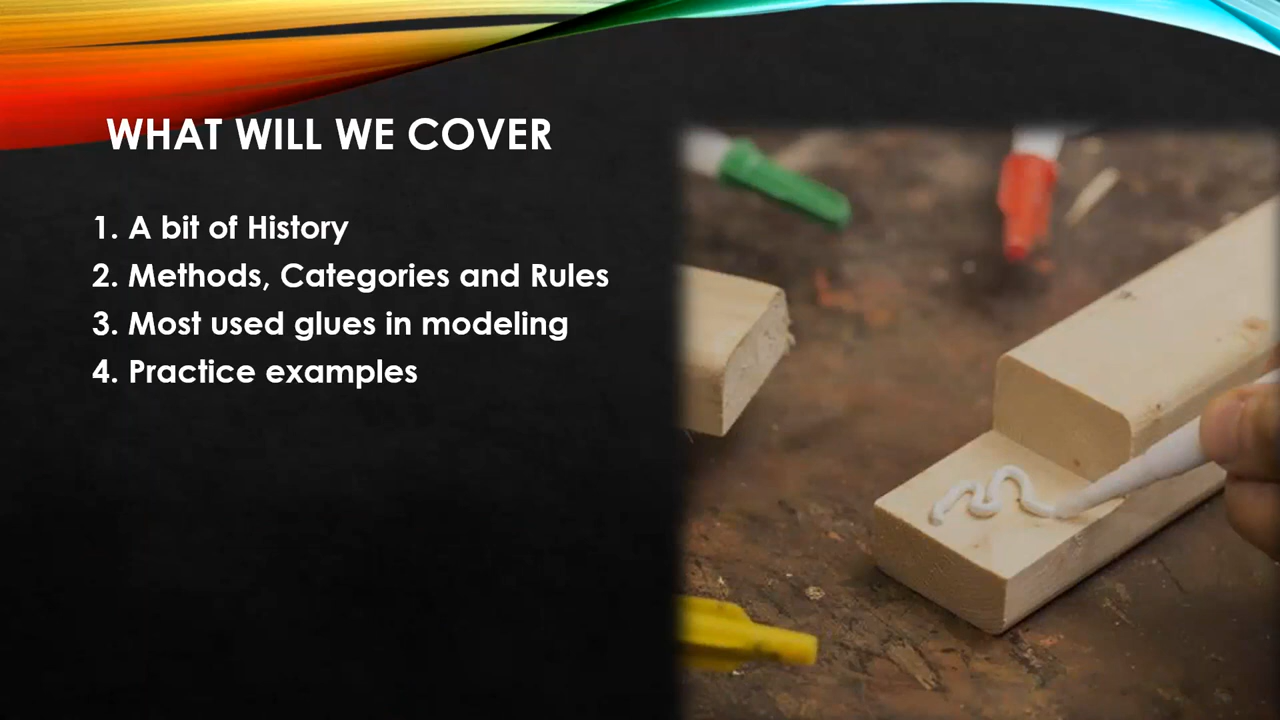 WHAT WILL WE COVER
1. A bit of History
2. Methods, Categories and Rules
3. Most used glues in modeling
4. Practice examples